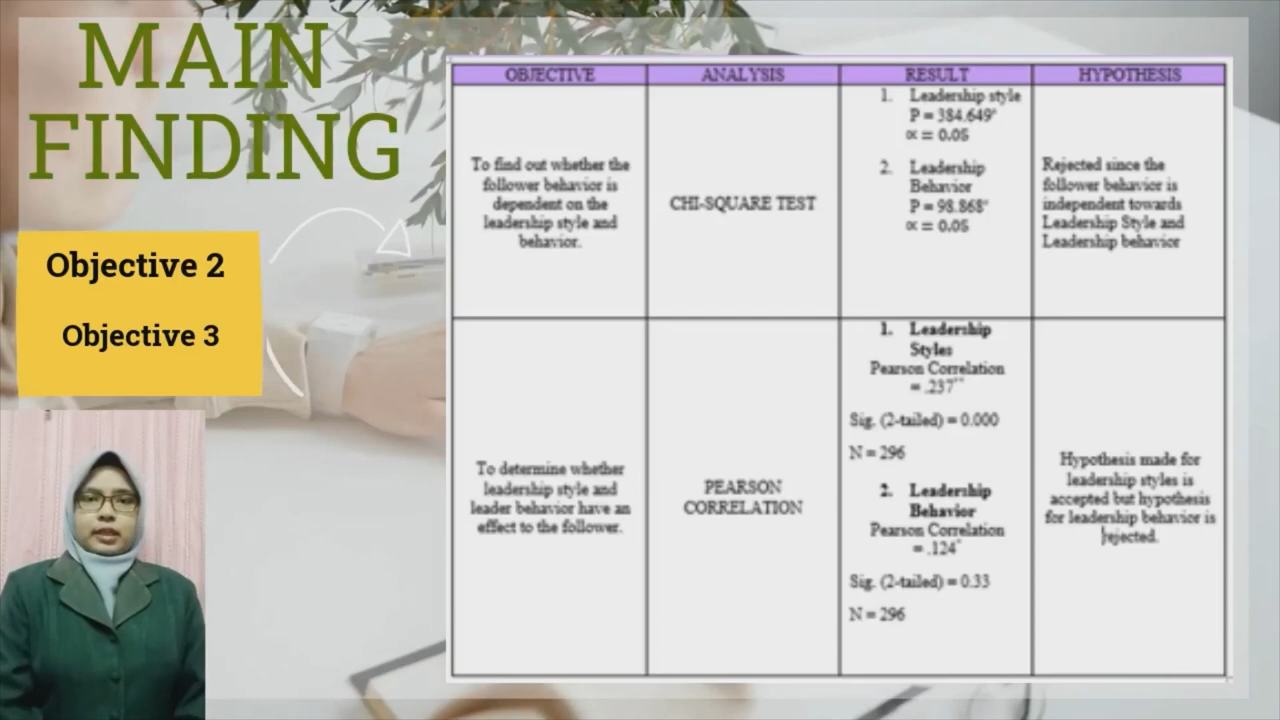 MAIN
FINDING
Objective 2
Objective 3
OBJECTIVE
ANALYSIS
RESULT
HYPOTHESIS
To find out whether the
follower behavior is
dependent on the
leadership style and
behavior.
CHI-SQUARE TEST
1. Leadership style
P = 384.649ª
∝ = 0.05
2. Leadership
Behavior
P = 98.868ª
∝ = 0.05
Rejected since the
follower behavior is
independent towards
Leadership Style and
Leadership behavior
To determine whether
leadership style and
leader behavior have an
effect to the follower.
PEARSON
CORRELATION
1. Leadership
Styles
Pearson Correlation
= .237**
Sig. (2-tailed) = 0.000
N = 296
2. Leadership
Behavior
Pearson Correlation
= .124*
Sig. (2-tailed) = 0.33
N = 296
Hypothesis made for
leadership styles is
accepted but hypothesis
for leadership behavior is
rejected.